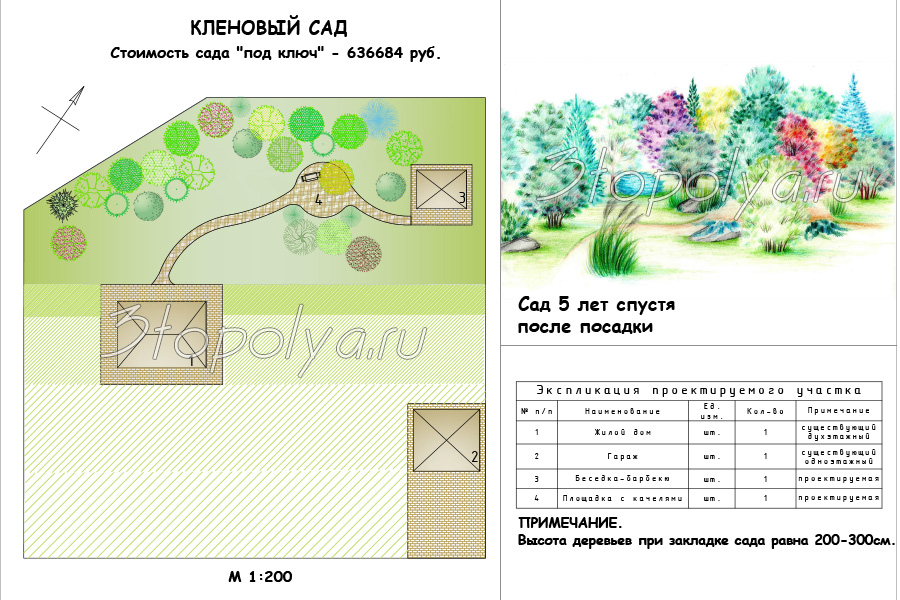 КЛЕНОВЫЙ САД
Стоимость сада "под ключ" - 636684 руб.
3
4
1
2
3topolya.ru
М 1:200
3topolya.ru
Сад 5 лет спустя
после посадки
Экспликация проектируемого участка
№ п/п Наименование Ед. изм. Кол-во Примечание
1 Жилой дом шт. 1 существующий двухэтажный
2 Гараж шт. 1 существующий одноэтажный
3 Беседка-барбекю шт. 1 проектируемая
4 Площадка с качелями шт. 1 проектируемая
ПРИМЕЧАНИЕ.
Высота деревьев при закладке сада равна 200-300см.